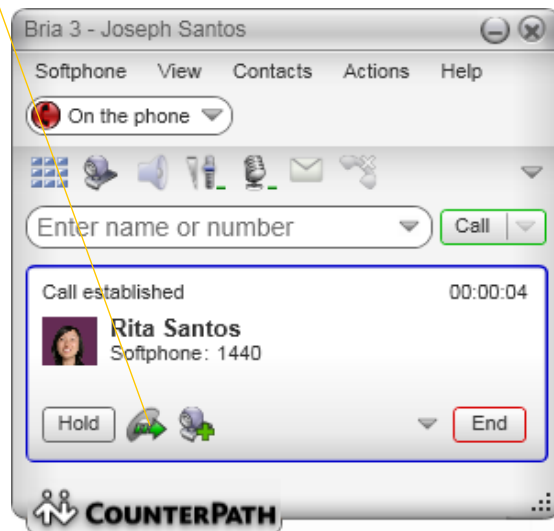 Bria 3 - Joseph Santos
Softphone View Contacts Actions Help
On the phone
Enter name or number Call
Call established 00:00:04
Rita Santos
Softphone: 1440
Hold End
COUNTERPATH